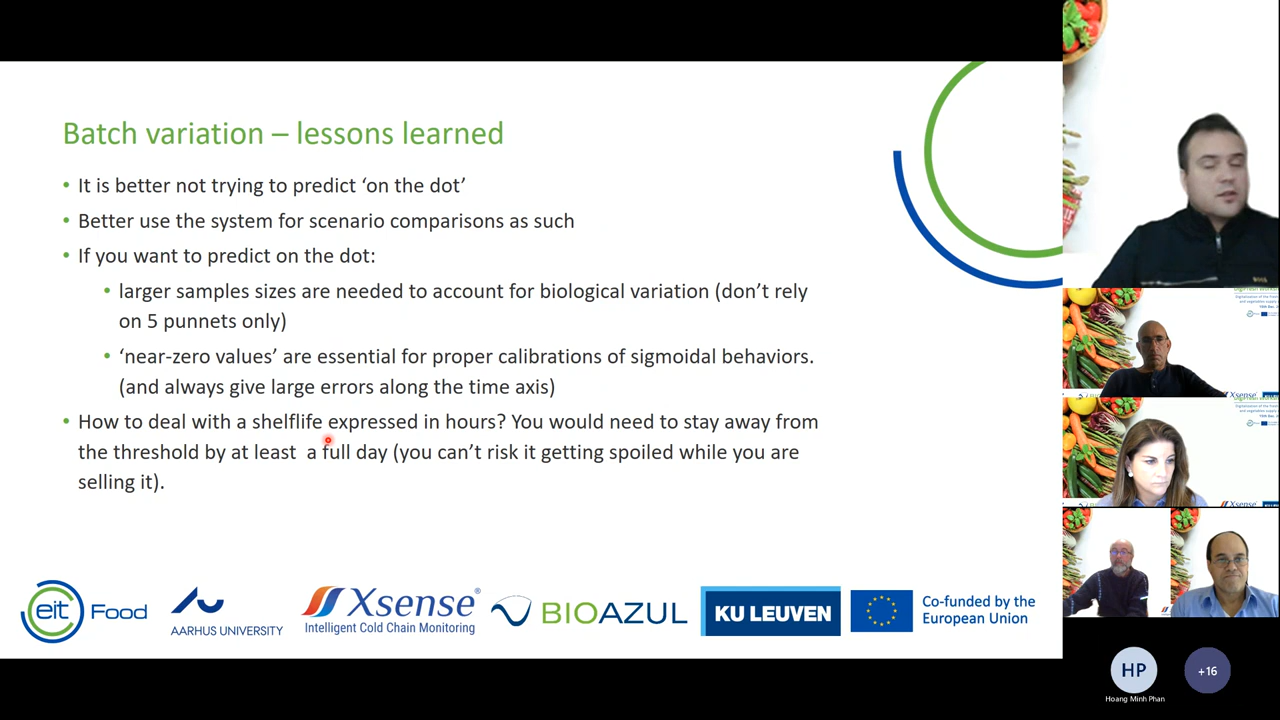 Batch variation – lessons learned
• It is better not trying to predict ‘on the dot’
• Better use the system for scenario comparisons as such
• If you want to predict on the dot:
• larger samples sizes are needed to account for biological variation (don’t rely
on 5 punnets only)
• ‘near-zero values’ are essential for proper calibrations of sigmoidal behaviors.
(and always give large errors along the time axis)
• How to deal with a shelflife expressed in hours? You would need to stay away from
the threshold by at least a full day (you can’t risk it getting spoiled while you are
selling it).
eit Food
AARHUS UNIVERSITY
Xsense®
Intelligent Cold Chain Monitoring
BIOAZUL
KU LEUVEN
Co-funded by the
European Union
HP
Hoang Minh Phan
+16